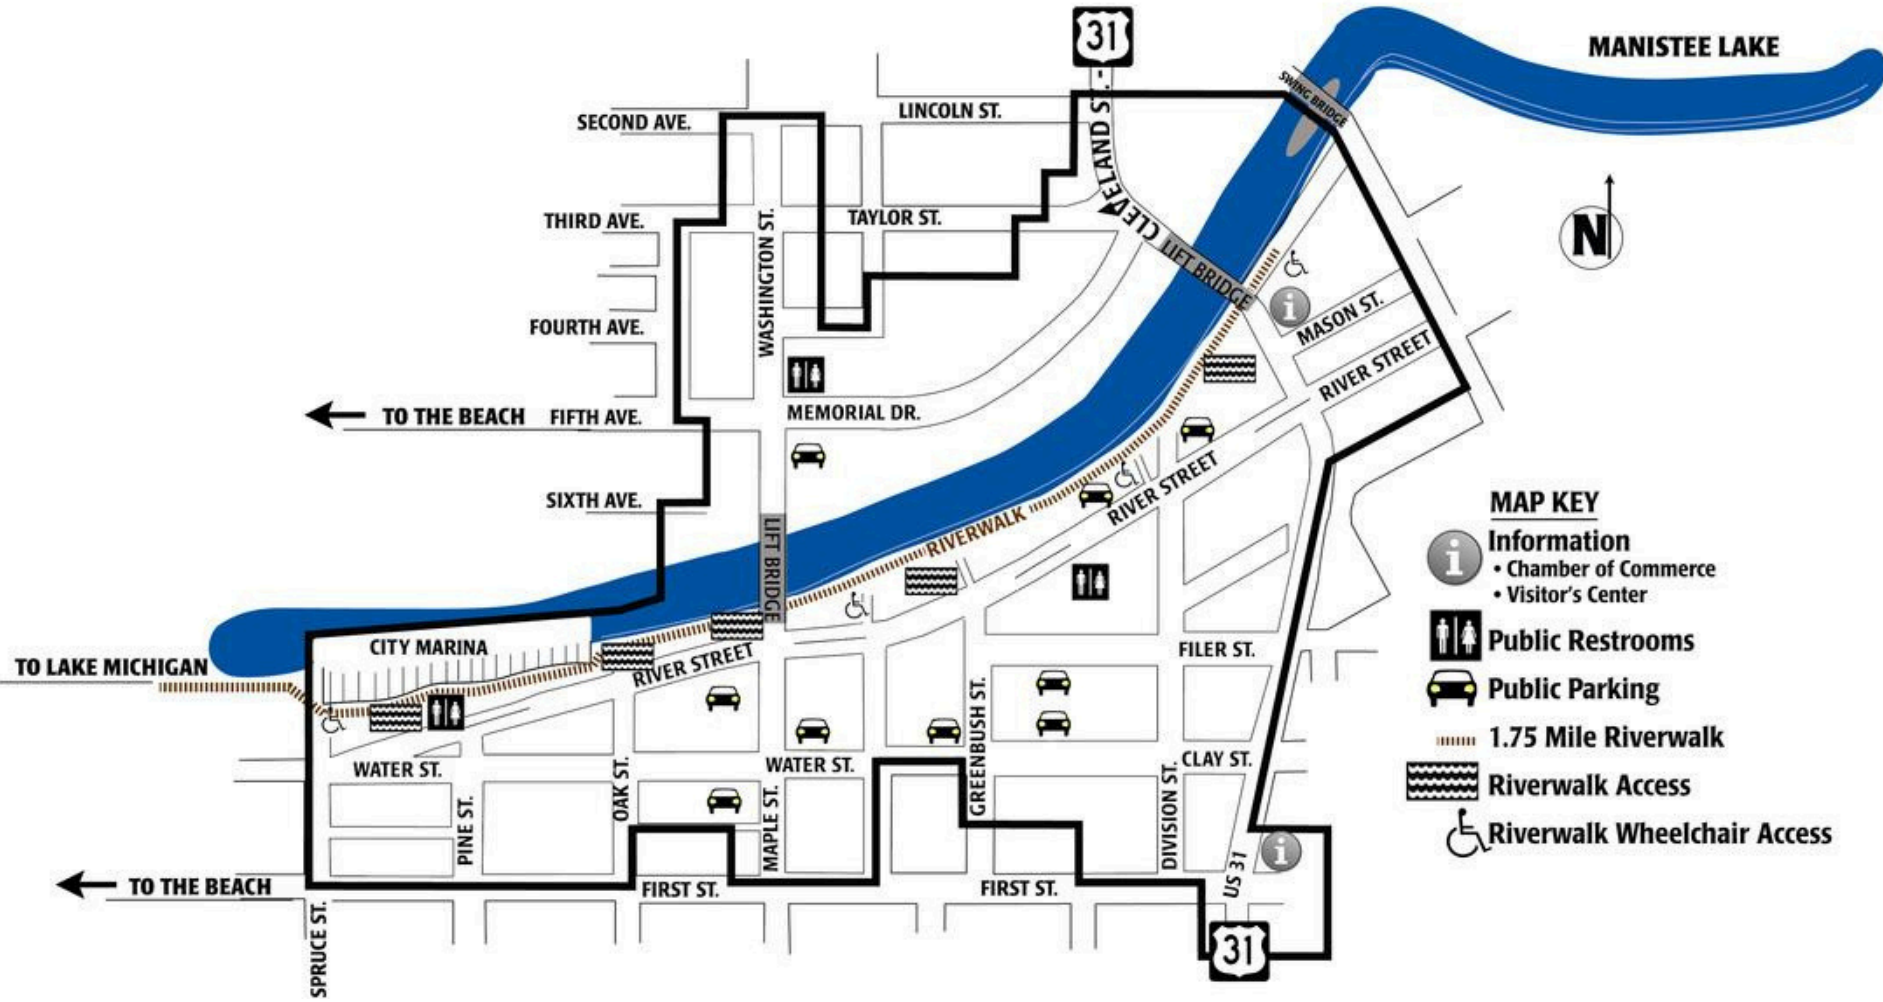 31
MANISTEE LAKE
SWING BRIDGE
LINCOLN ST.
SECOND AVE.
CLEVELAND ST. -
THIRD AVE.
TAYLOR ST.
WASHINGTON ST.
N
LIFT BRIDGE
i
MASON ST.
FOURTH AVE.
RIVER STREET
TO THE BEACH
FIFTH AVE.
MEMORIAL DR.
SIXTH AVE.
RIVER STREET
RIVERWALK
LIFT BRIDGE
MAP KEY
i
Information
• Chamber of Commerce
• Visitor's Center
Public Restrooms
Public Parking
1.75 Mile Riverwalk
Riverwalk Access
Riverwalk Wheelchair Access
CITY MARINA
TO LAKE MICHIGAN
RIVER STREET
FILER ST.
GREENBUSH ST.
WATER ST.
OAK ST.
WATER ST.
CLAY ST.
PINE ST.
MAPLE ST.
DIVISION ST.
US 31
i
TO THE BEACH
FIRST ST.
FIRST ST.
SPRUCE ST.
31